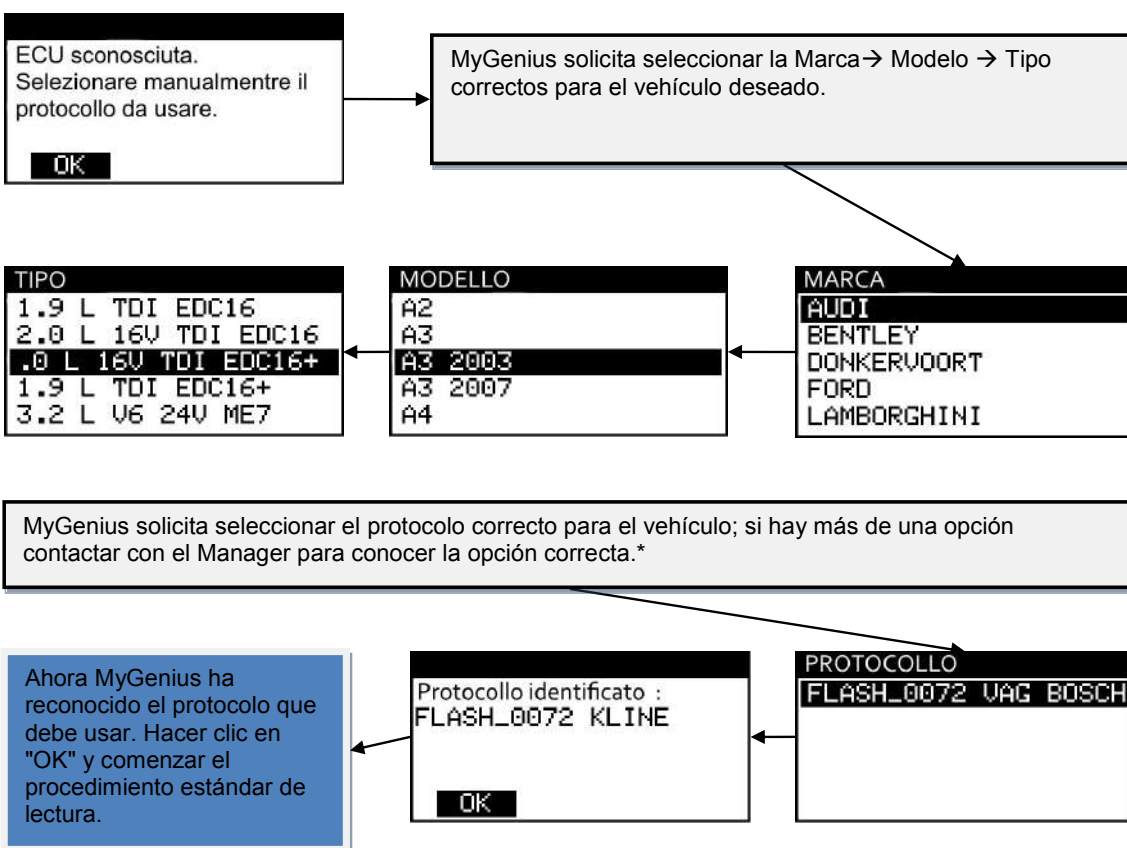 ECU sconosciuta.
Selezionare manualmentre il
protocollo da usare.
OK
MyGenius solicita seleccionar la Marca→ Modelo → Tipo
correctos para el vehículo deseado.
TIPO
1.9 L TDI EDC16
2.0 L 16V TDI EDC16
.0 L 16V TDI EDC16+
1.9 L TDI EDC16+
3.2 L V6 24V ME7
MODELLO
A2
A3
A3 2003
A3 2007
A4
MARCA
AUDI
BENTLEY
DONKERVOORT
FORD
LAMBORGHINI
MyGenius solicita seleccionar el protocolo correcto para el vehículo; si hay más de una opción
contactar con el Manager para conocer la opción correcta.*
Ahora MyGenius ha
reconocido el protocolo que
debe usar. Hacer clic en
"OK" y comenzar el
procedimiento estándar de
lectura.
Protocollo identificato :
FLASH_0072 KLINE
OK
PROTOCOLLO
FLASH_0072 VAG BOSCH